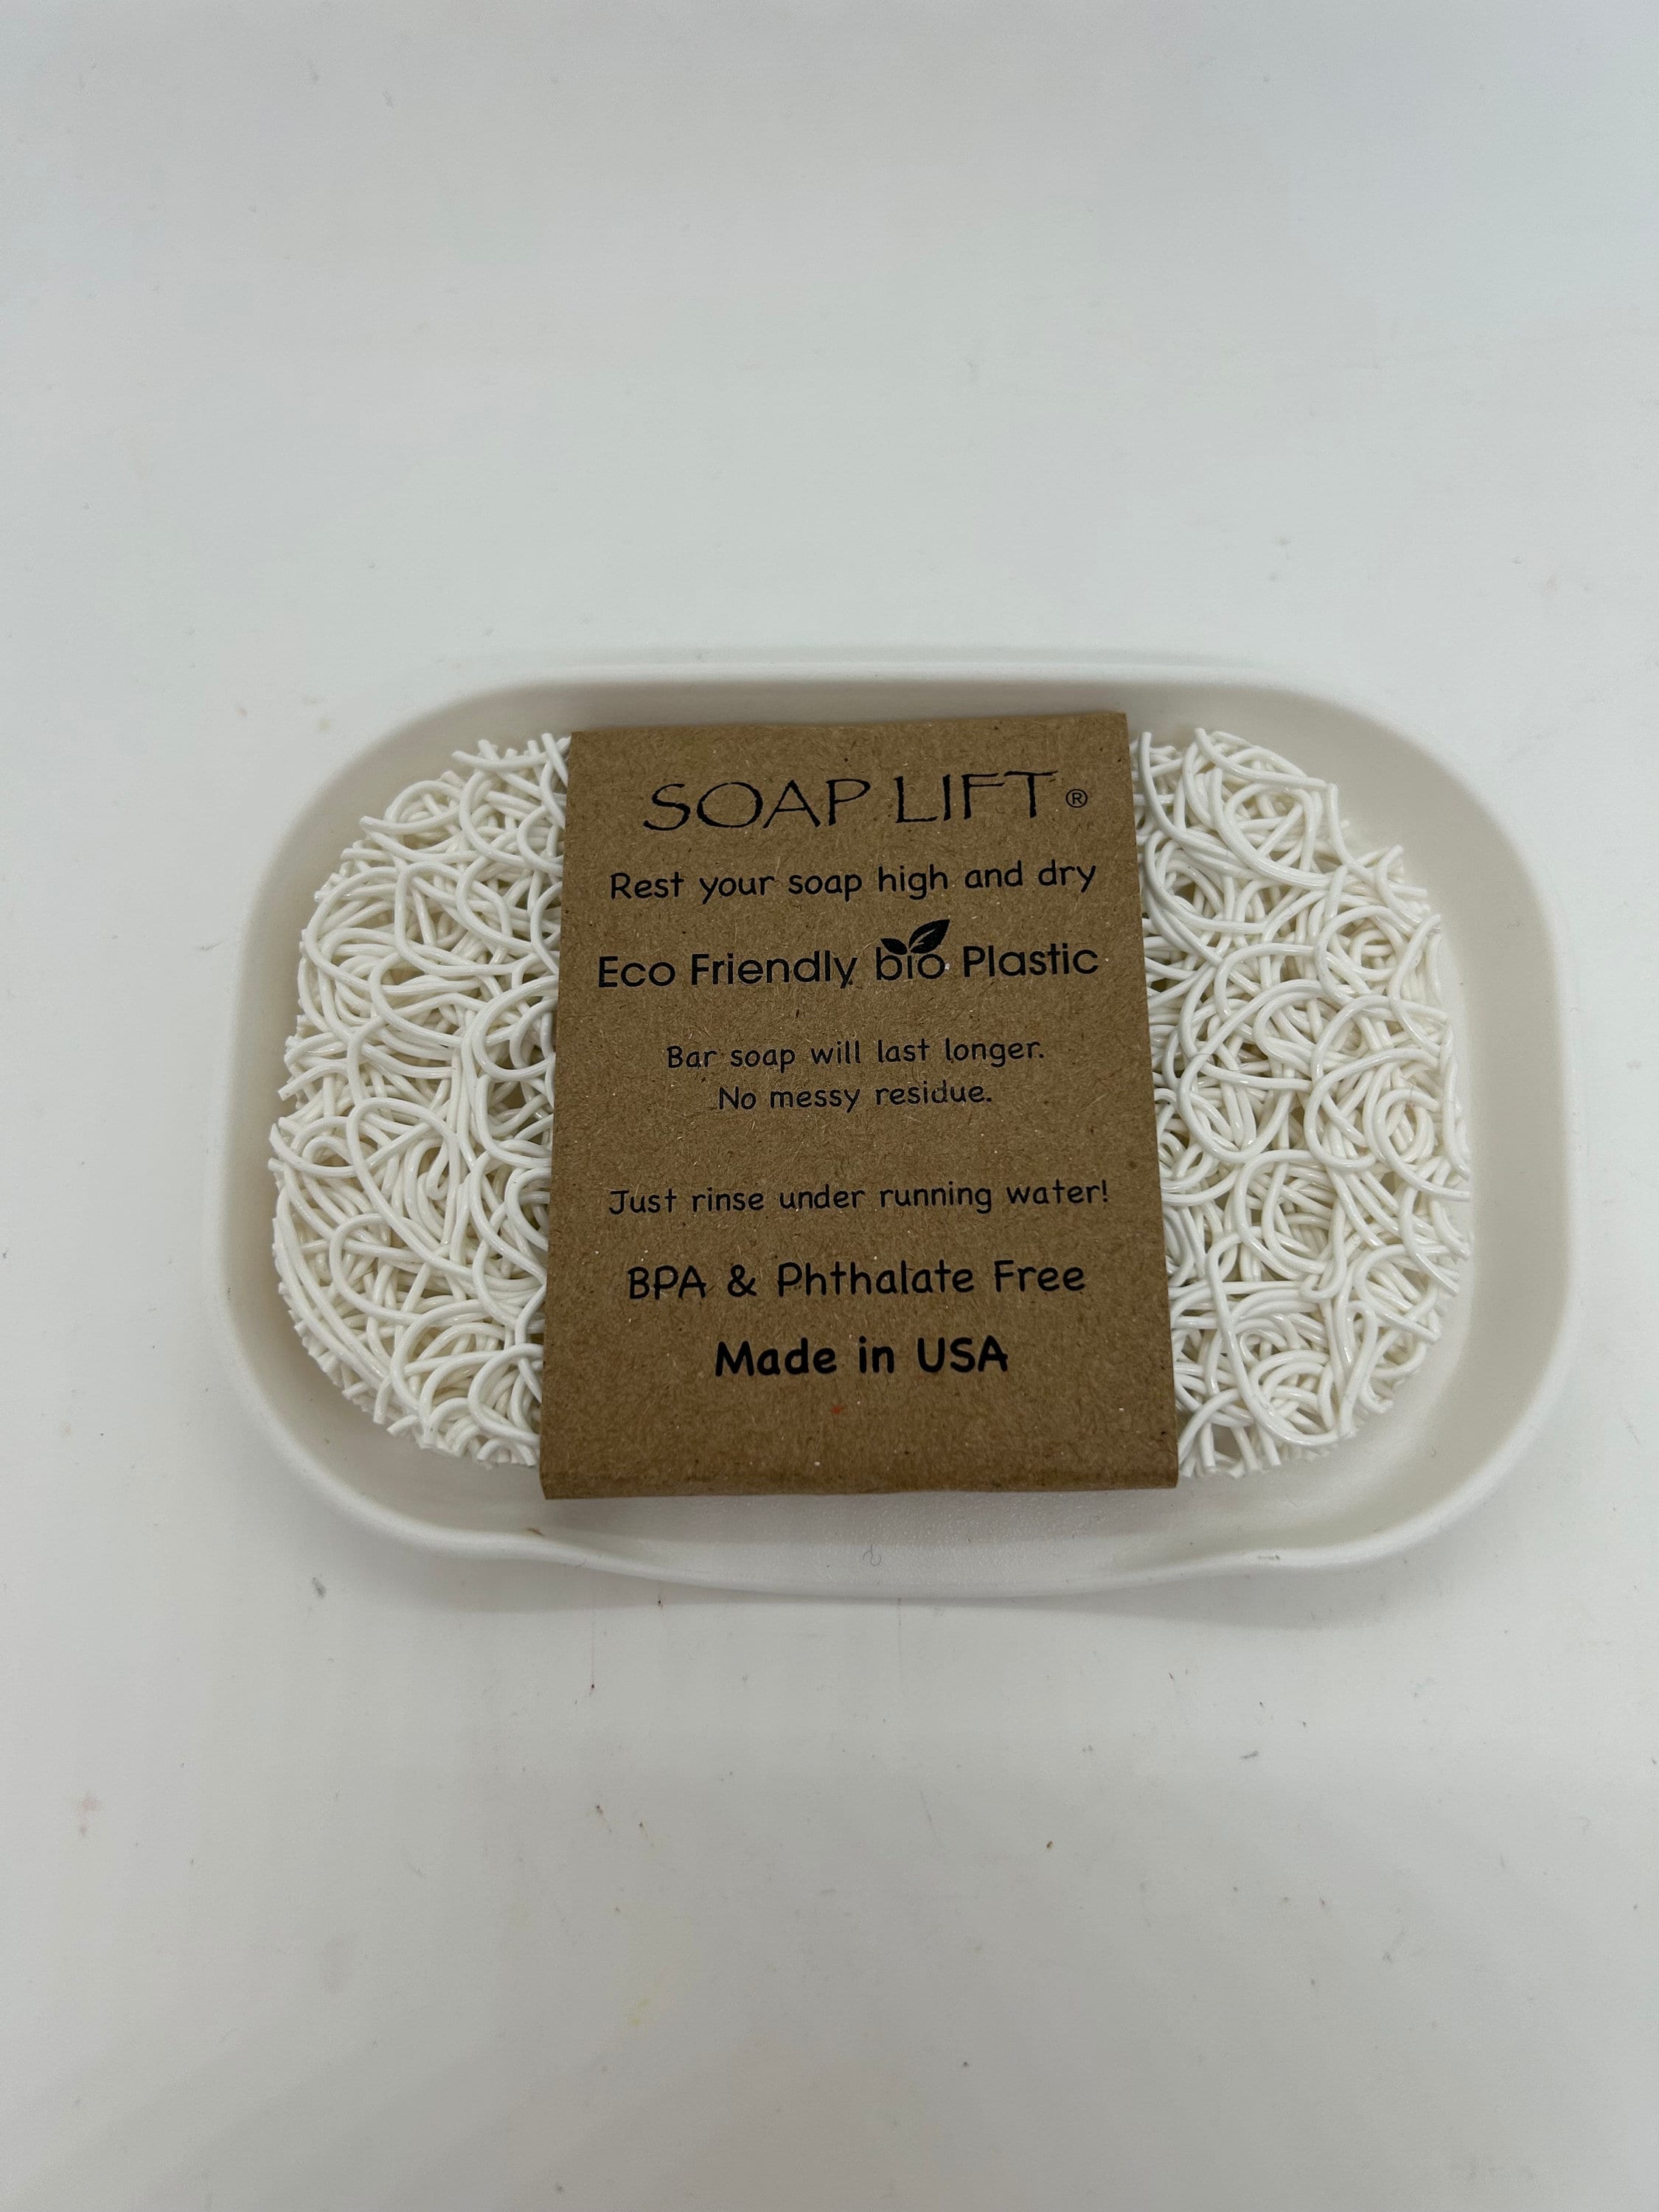 SOAP LIFT®
Rest your soap high and dry
Eco Friendly bio Plastic
Bar soap will last longer.
No messy residue.
Just rinse under running water!
BPA & Phthalate Free
Made in USA